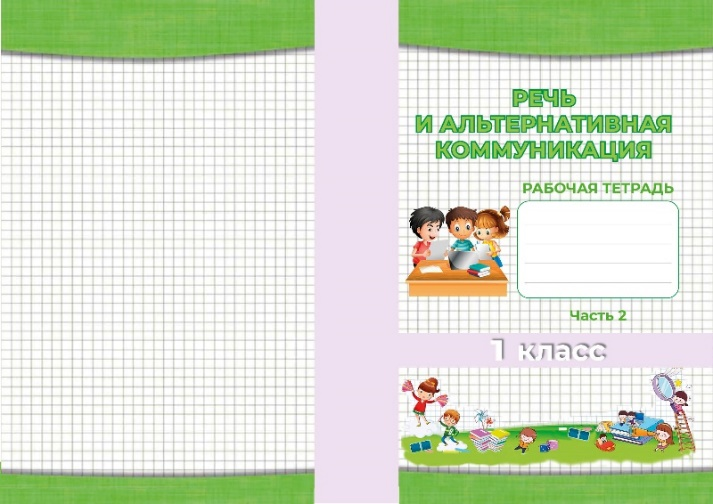 РЕЧЬ
И АЛЬТЕРНАТИВНАЯ
КОММУНИКАЦИЯ
РАБОЧАЯ ТЕТРАДЬ
Часть 2
1 класс